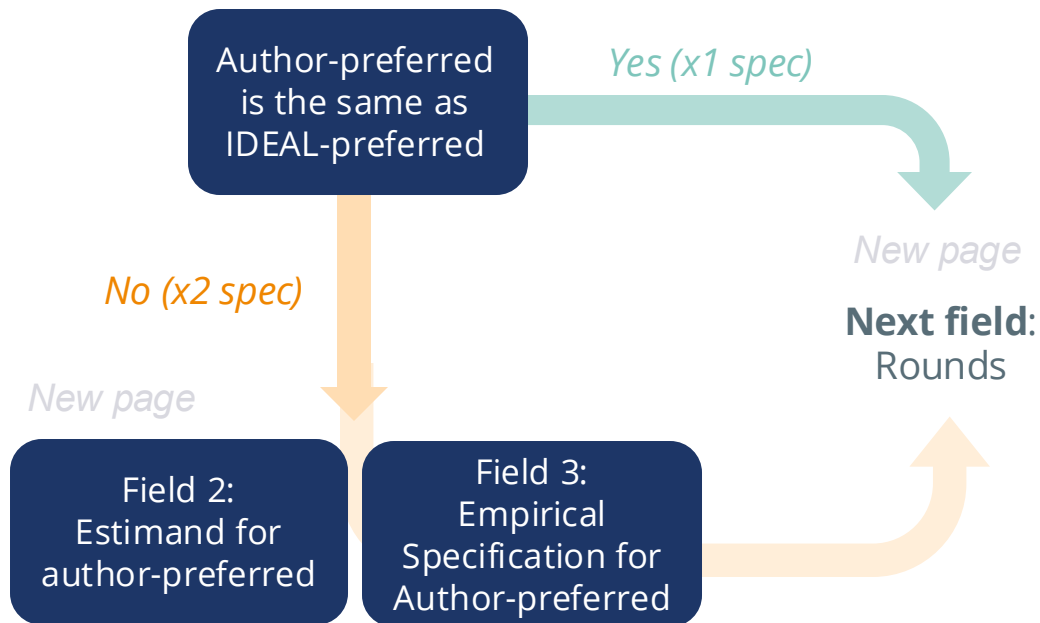 Author-preferred
is the same as
IDEAL-preferred
Yes (x1 spec)
No (x2 spec)
New page
Next field:
Rounds
New page
Field 2:
Estimand for
author-preferred
Field 3:
Empirical
Specification for
Author-preferred